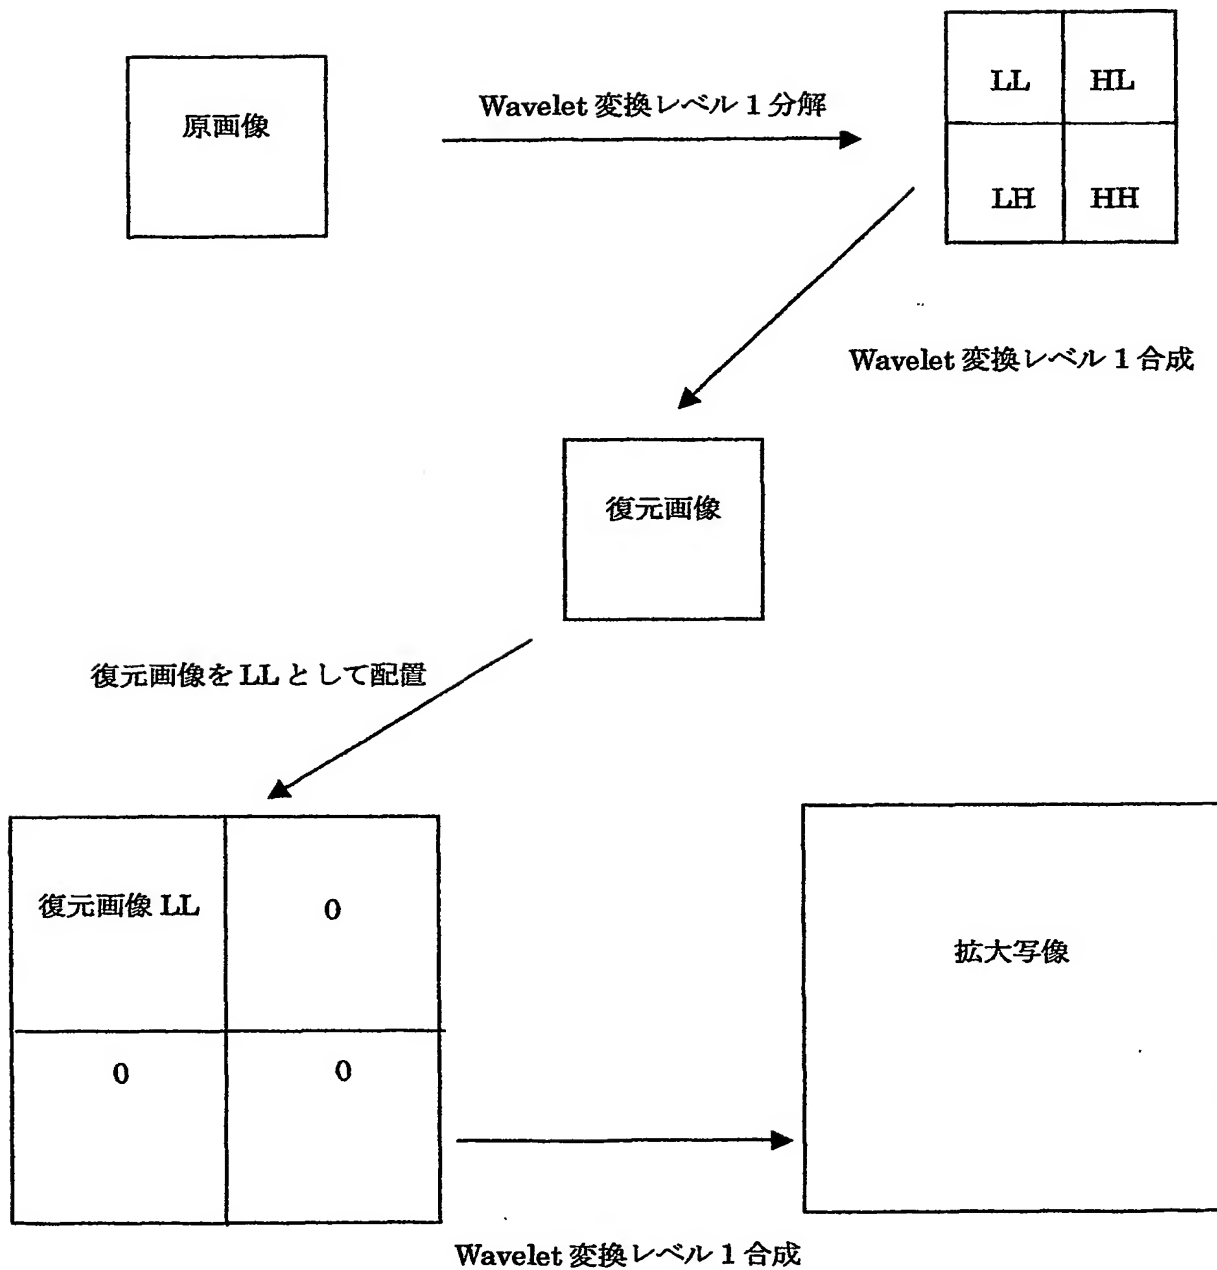 原画像
Wavelet 変換レベル 1 分解
LL HL
LH HH
Wavelet 変換レベル 1 合成
復元画像
復元画像を LL として配置
復元画像 LL 0
0 0
拡大写像
Wavelet 変換レベル 1 合成